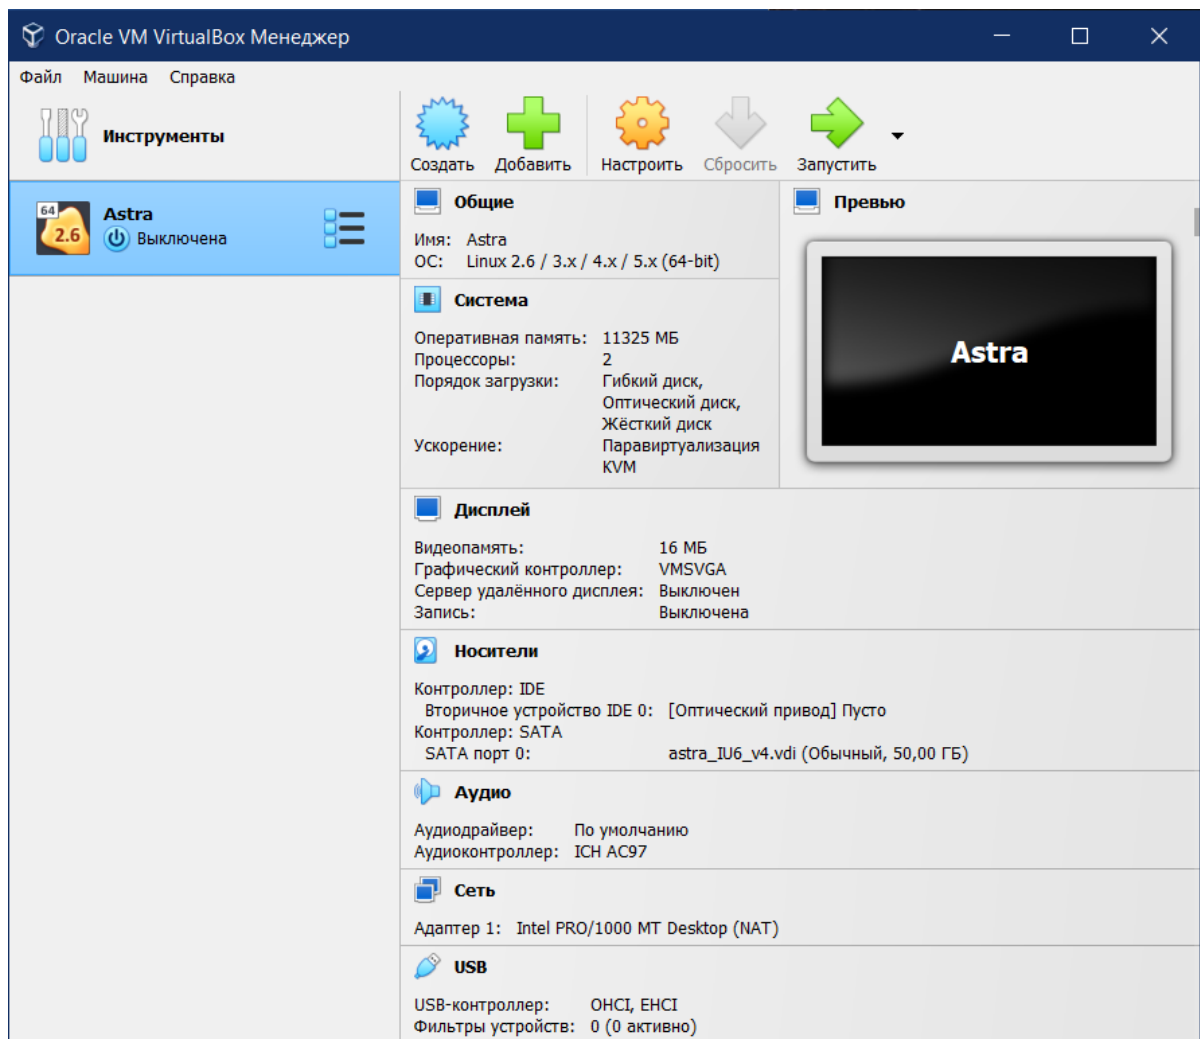 Oracle VM VirtualBox Менеджер
Файл Машина Справка
Инструменты
Создать Добавить Настроить Сбросить Запустить
64
2.6
Astra
Выключена
Общие
Имя: Astra
ОС: Linux 2.6 / 3.x / 4.x / 5.x (64-bit)
Превью
Astra
Система
Оперативная память: 11325 МБ
Процессоры: 2
Порядок загрузки: Гибкий диск,
Оптический диск,
Жёсткий диск
Ускорение: Паравиртуализация
KVM
Дисплей
Видеопамять: 16 МБ
Графический контроллер: VMSVGA
Сервер удалённого дисплея: Выключен
Запись: Выключена
Носители
Контроллер: IDE
Вторичное устройство IDE 0: [Оптический привод] Пусто
Контроллер: SATA
SATA порт 0: astra_IU6_v4.vdi (Обычный, 50,00 ГБ)
Аудио
Аудиодрайвер: По умолчанию
Аудиоконтроллер: ICH AC97
Сеть
Адаптер 1: Intel PRO/1000 MT Desktop (NAT)
USB
USB-контроллер: OHCI, EHCI
Фильтры устройств: 0 (0 активно)